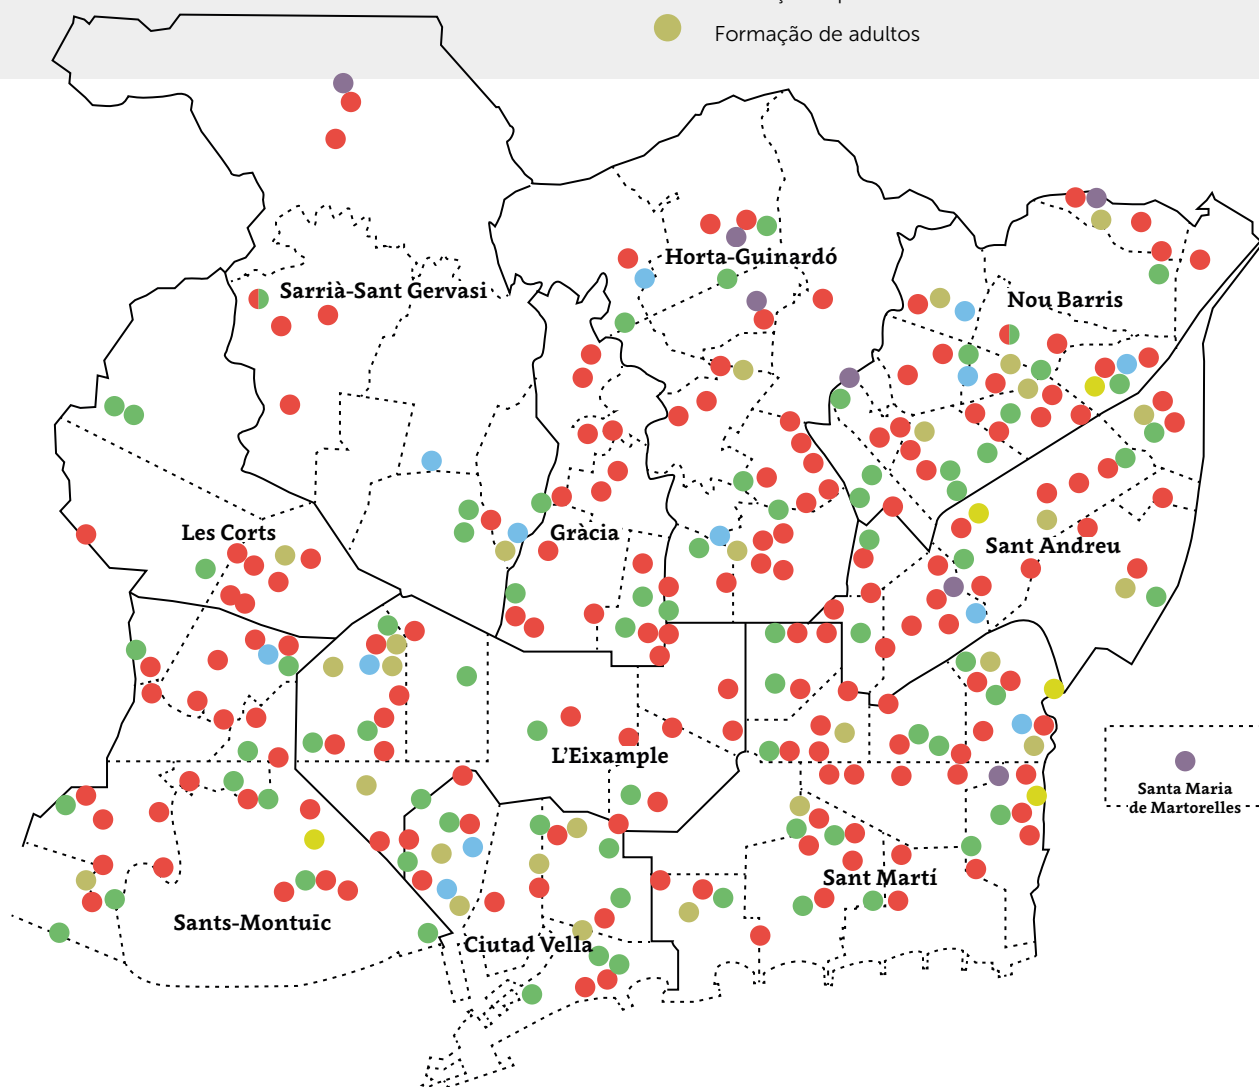 Formação de adultos
Horta-Guinardó
Sarrià-Sant Gervasi
Nou Barris
Les Corts
Gràcia
Sant Andreu
L'Eixample
Santa Maria
de Martorelles
Sant Martí
Sants-Montuïc
Ciutad Vella